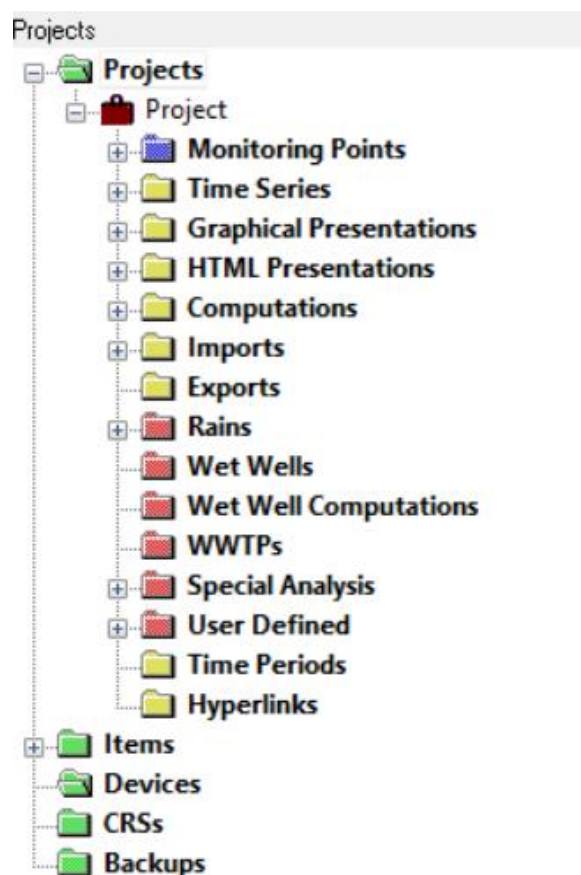 Projects
Projects
Project
Monitoring Points
Time Series
Graphical Presentations
HTML Presentations
Computations
Imports
Exports
Rains
Wet Wells
Wet Well Computations
WWTPs
Special Analysis
User Defined
Time Periods
Hyperlinks
Items
Devices
CRSs
Backups